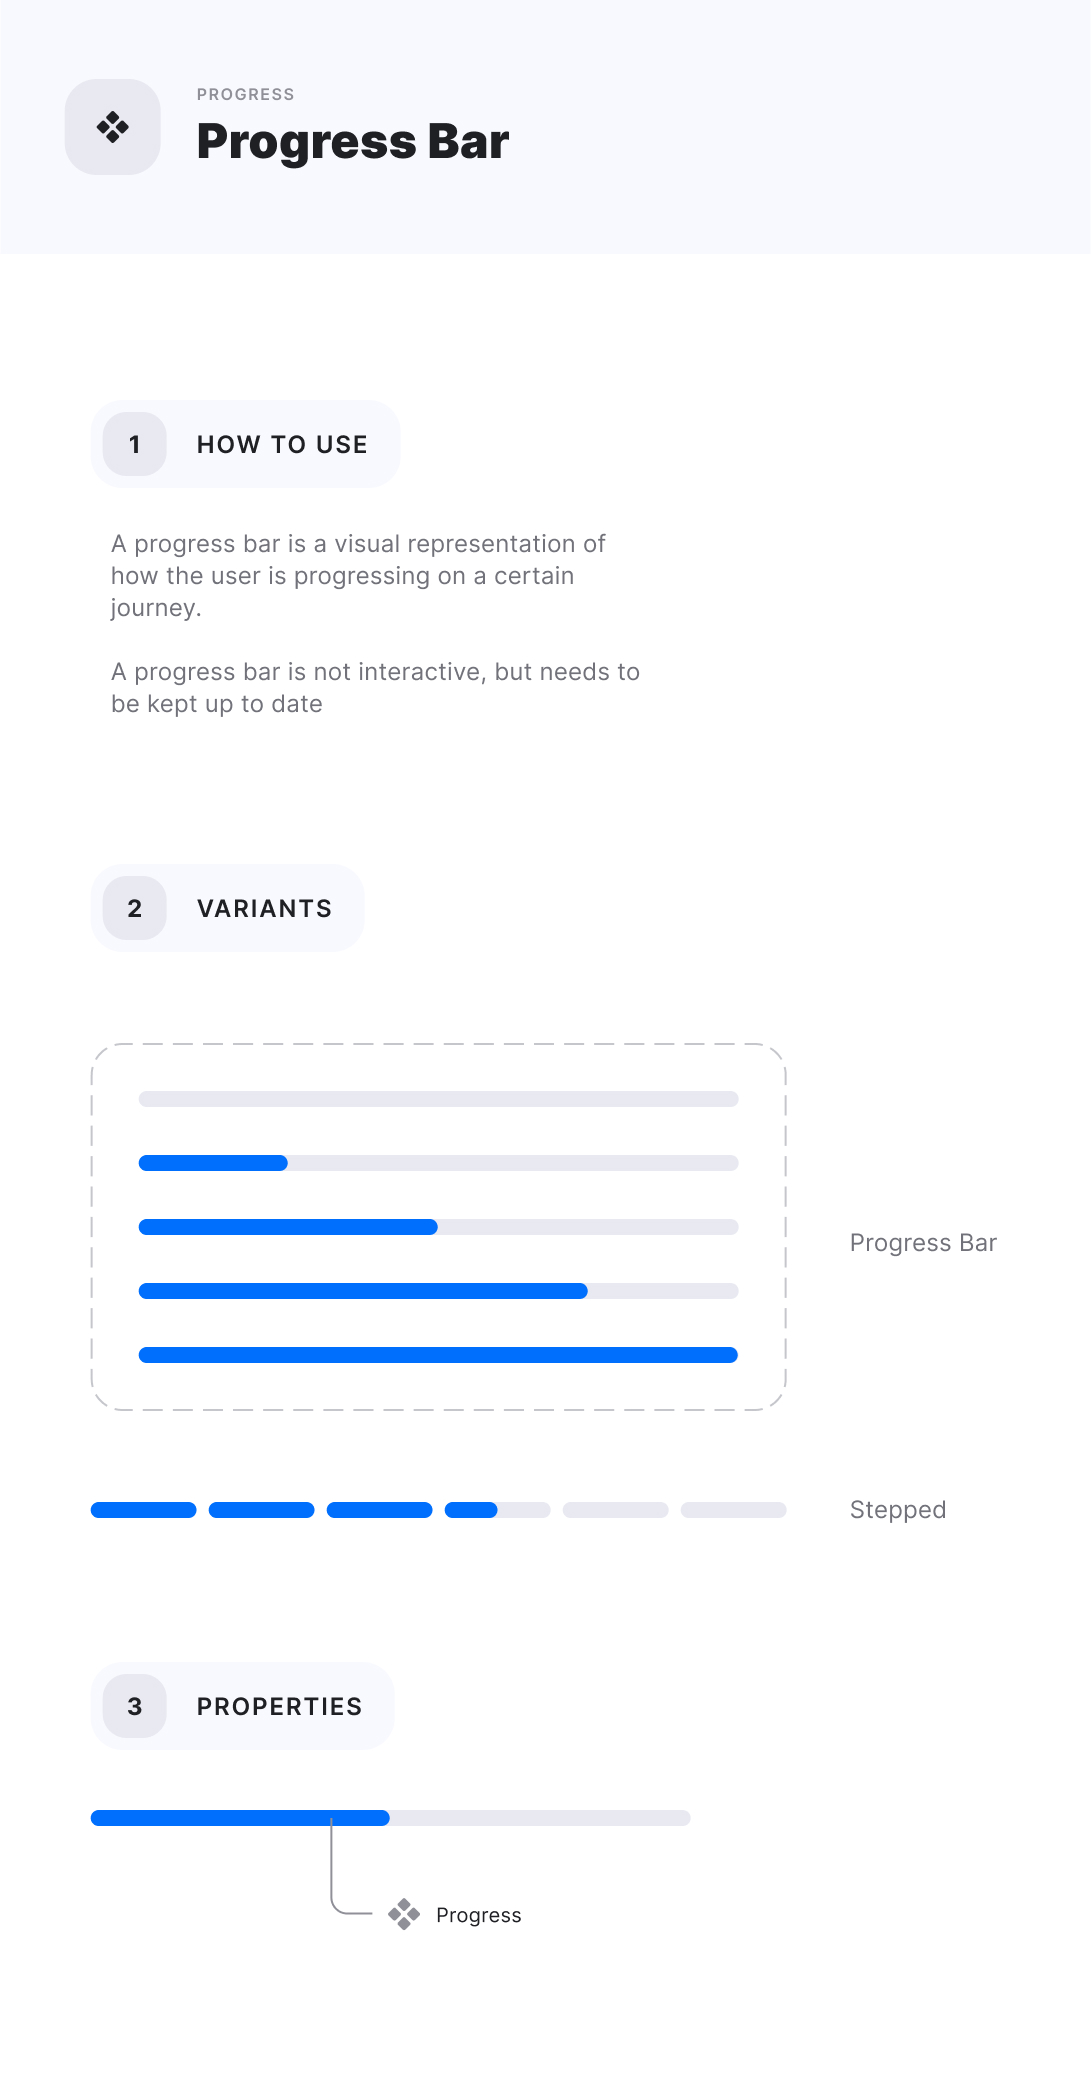 PROGRESS
Progress Bar
1
HOW TO USE
A progress bar is a visual representation of
how the user is progressing on a certain
journey.
A progress bar is not interactive, but needs to
be kept up to date
2
VARIANTS
Progress Bar
Stepped
3
PROPERTIES
Progress